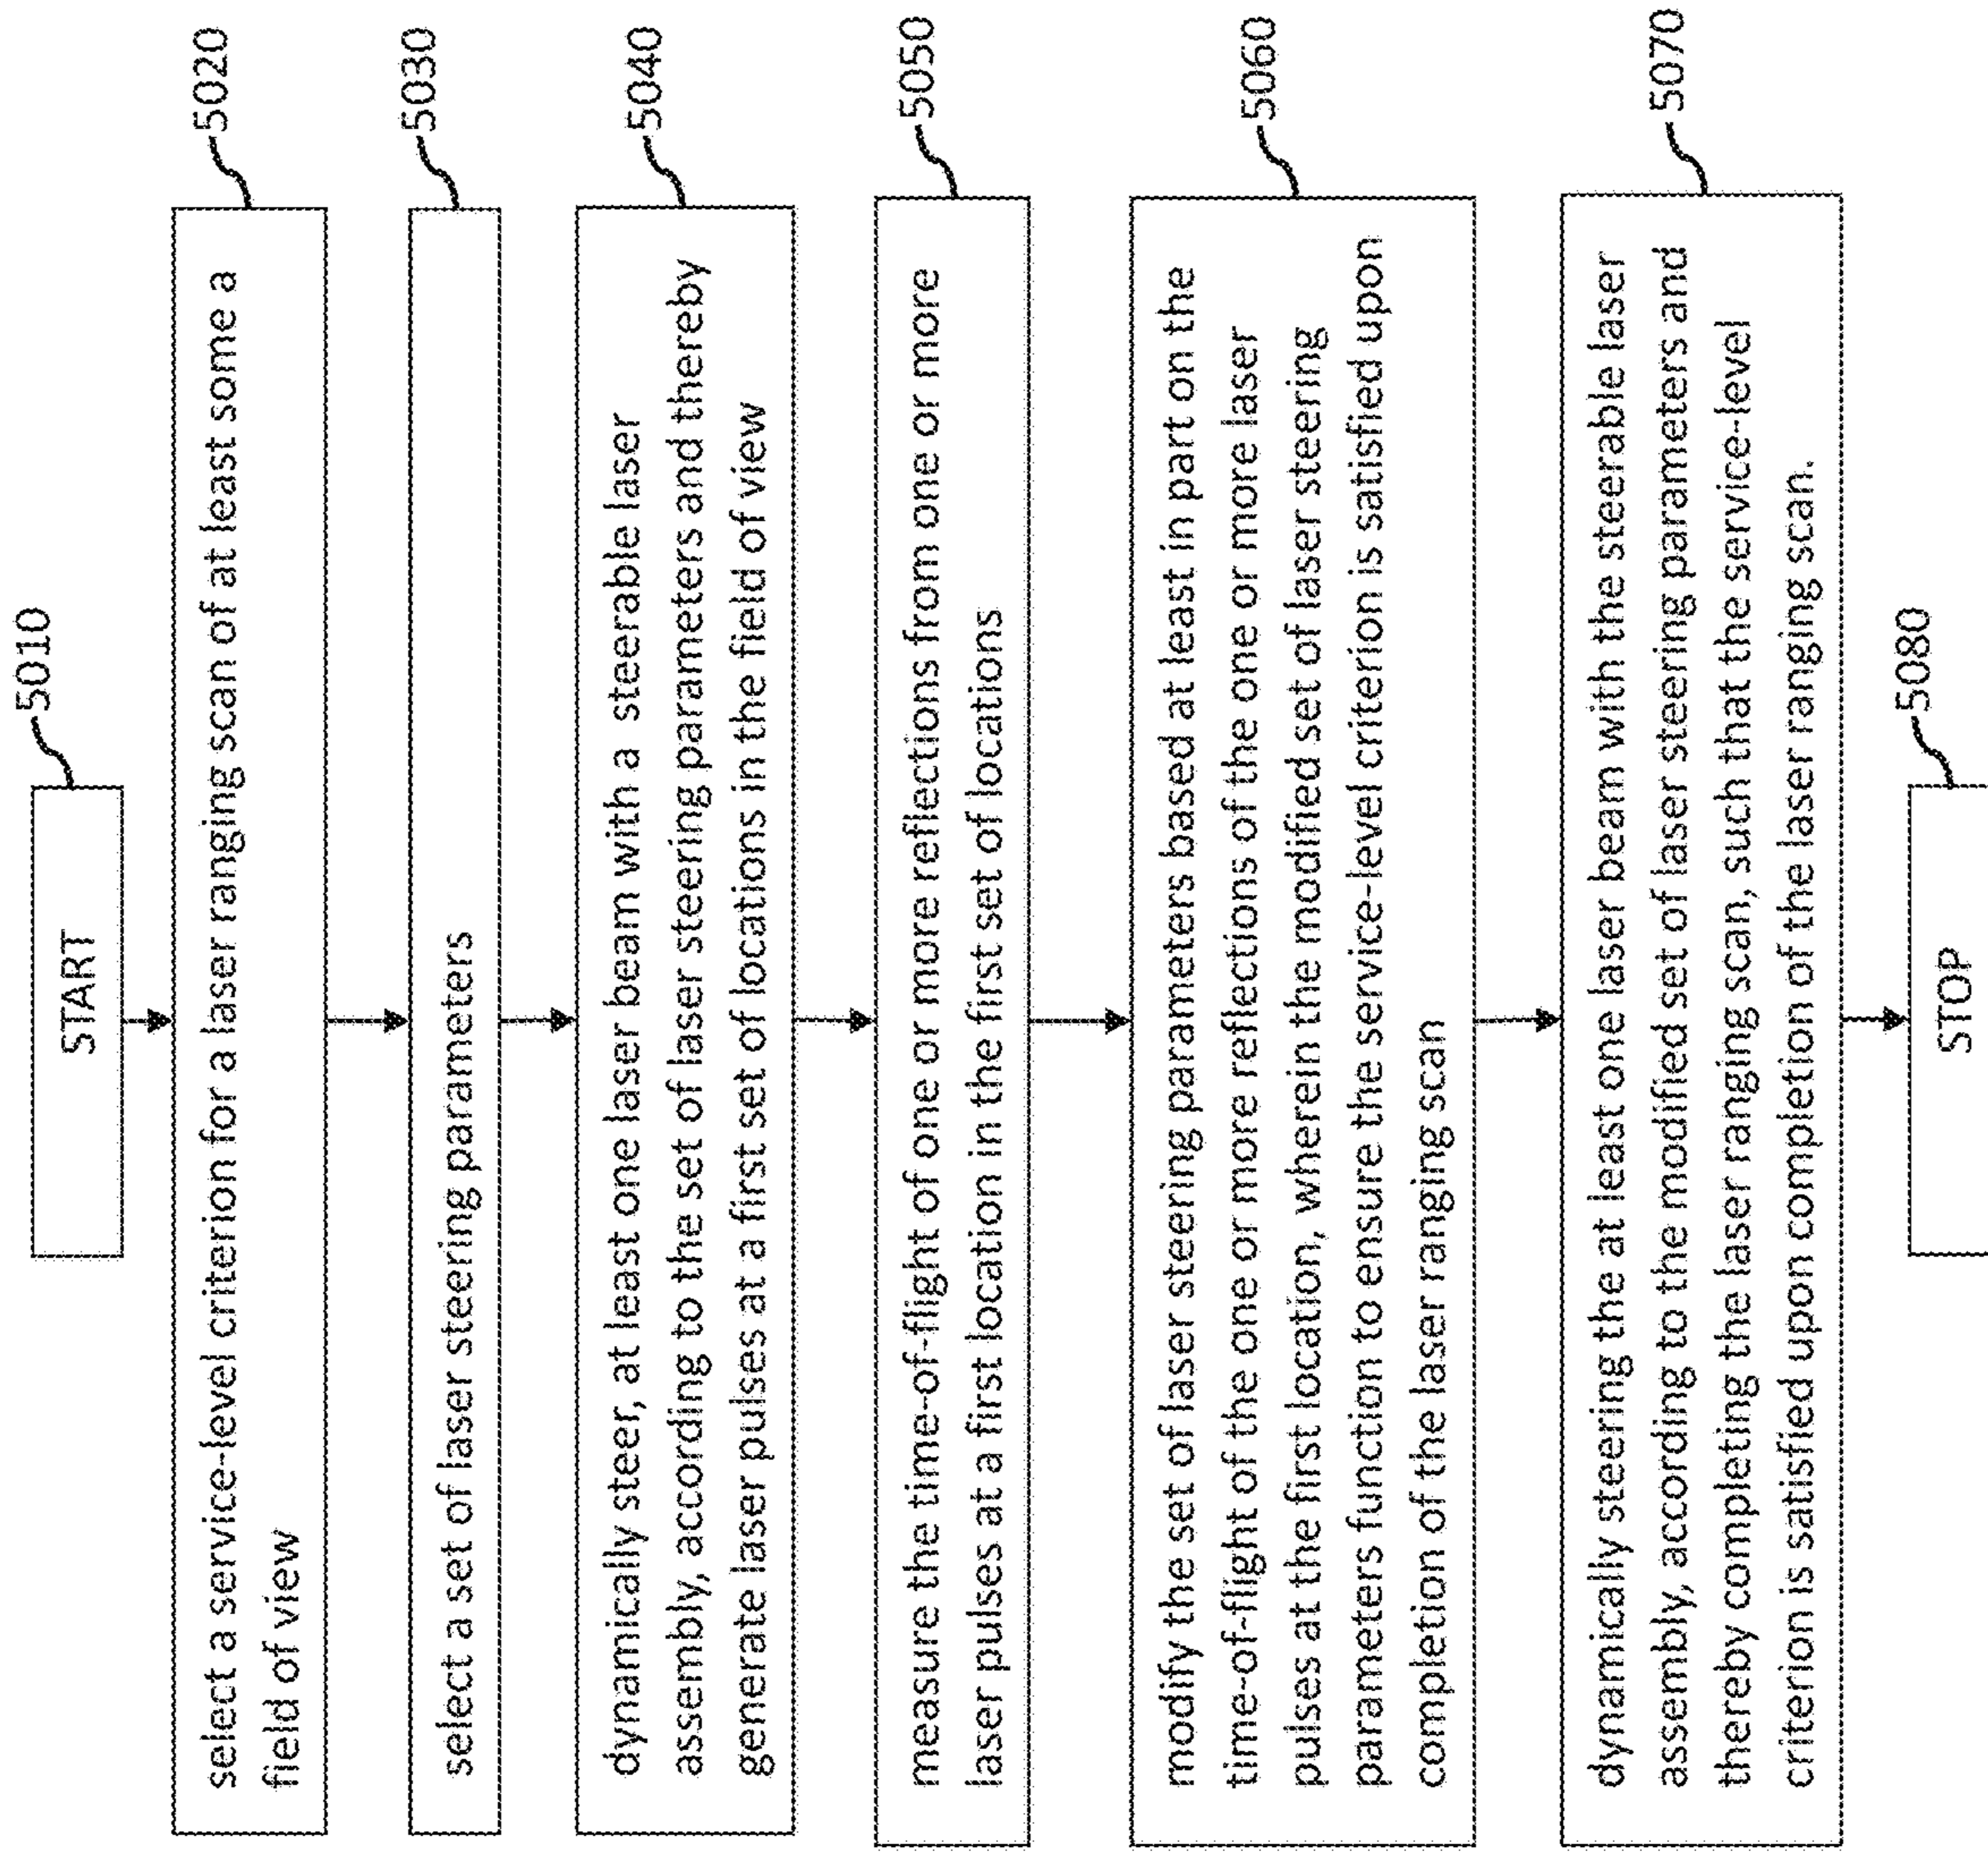 START
5010
select a service-level criterion for a laser ranging scan of at least some a
field of view
5020
select a set of laser steering parameters
5030
dynamically steer, at least one laser beam with a steerable laser
assembly, according to the set of laser steering parameters and thereby
generate laser pulses at a first set of locations in the field of view
5040
measure the time-of-flight of one or more reflections from one or more
laser pulses at a first location in the first set of locations
5050
modify the set of laser steering parameters based at least in part on the
time-of-flight of the one or more reflections of the one or more laser
pulses at the first location, wherein the modified set of laser steering
parameters function to ensure the service-level criterion is satisfied upon
completion of the laser ranging scan
5060
dynamically steering the at least one laser beam with the steerable laser
assembly, according to the modified set of laser steering parameters and
thereby completing the laser ranging scan, such that the service-level
criterion is satisfied upon completion of the laser ranging scan.
5070
STOP
5080